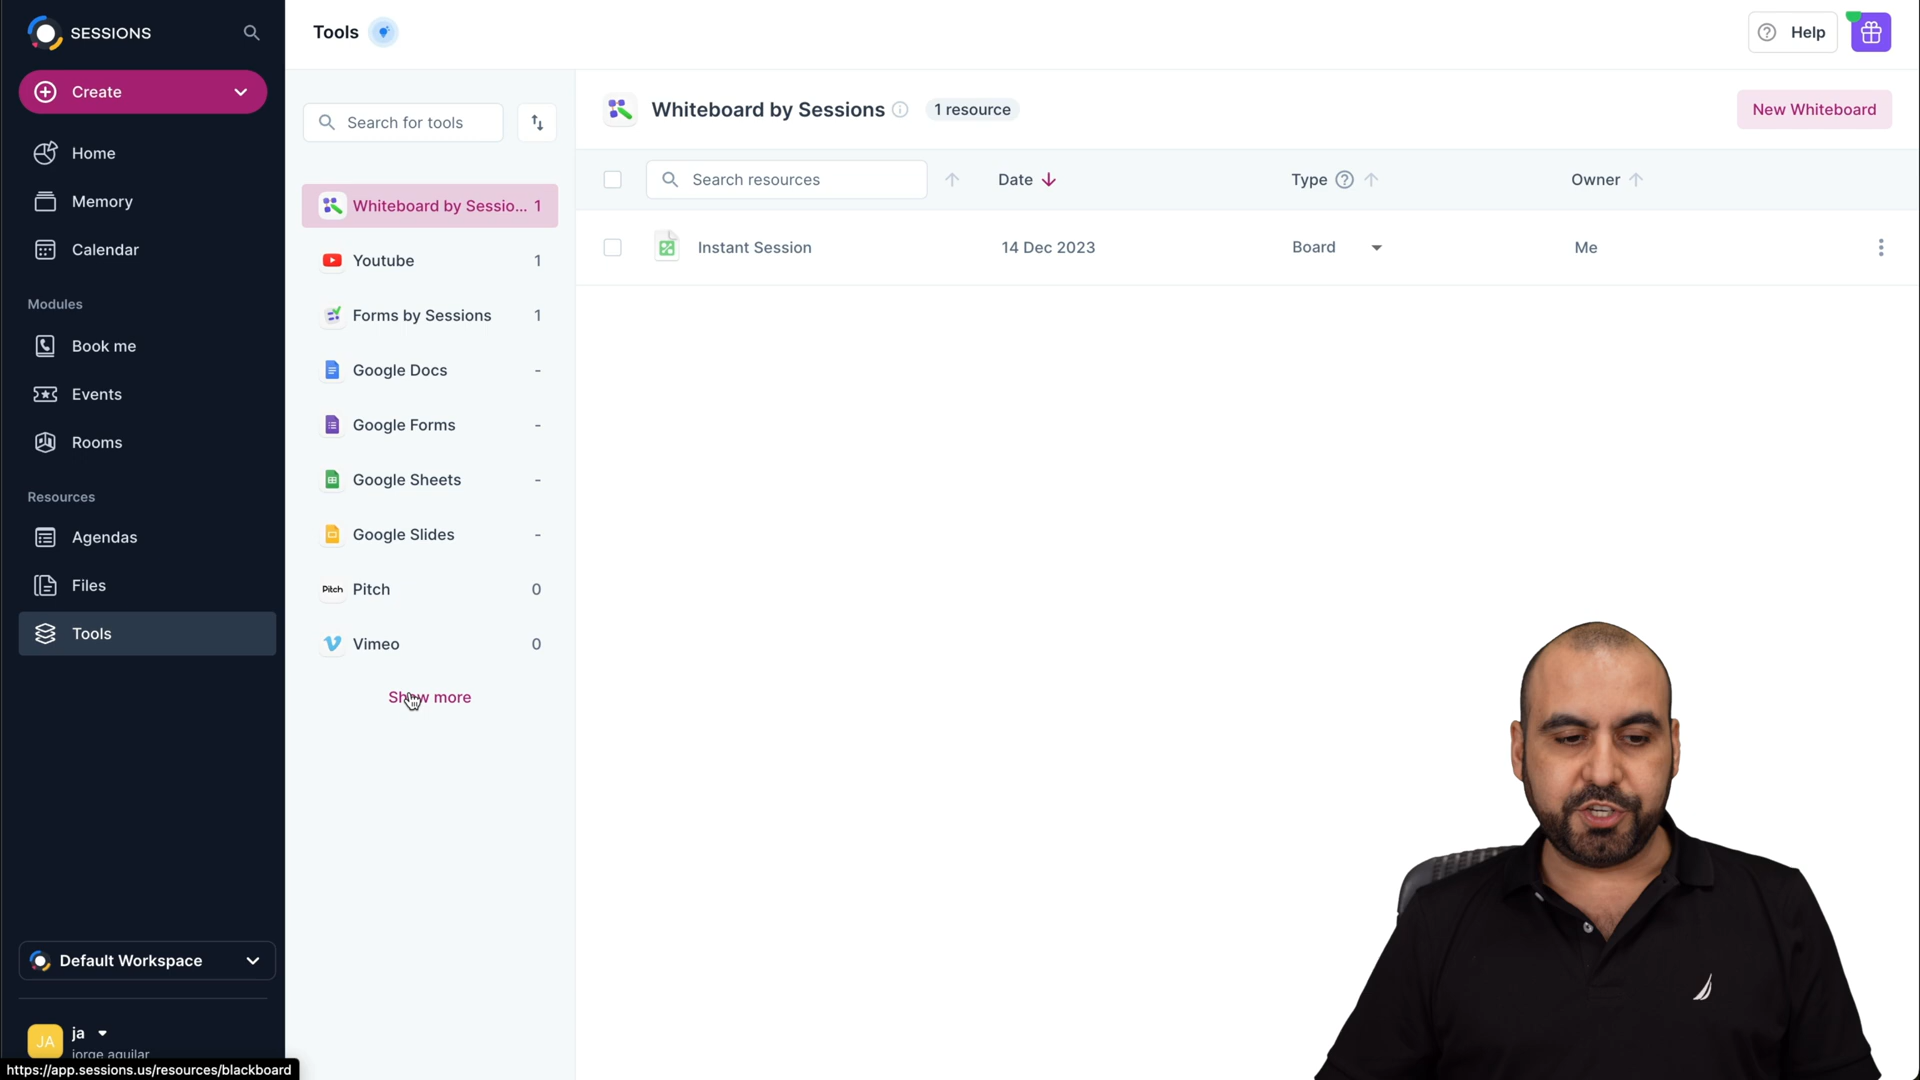 SESSIONS
Create
Home
Memory
Calendar
Modules
Book me
Events
Rooms
Resources
Agendas
Files
Tools
Default Workspace
JA
ja
jorge aguilar
https://app.sessions.us/resources/blackboard
Tools
Help
Search for tools
Whiteboard by Sessio... 1
Youtube 1
Forms by Sessions 1
Google Docs -
Google Forms -
Google Sheets -
Google Slides -
Pitch Pitch 0
Vimeo 0
Show more
Whiteboard by Sessions 1 resource
New Whiteboard
Search resources Date Type Owner
Instant Session 14 Dec 2023 Board Me